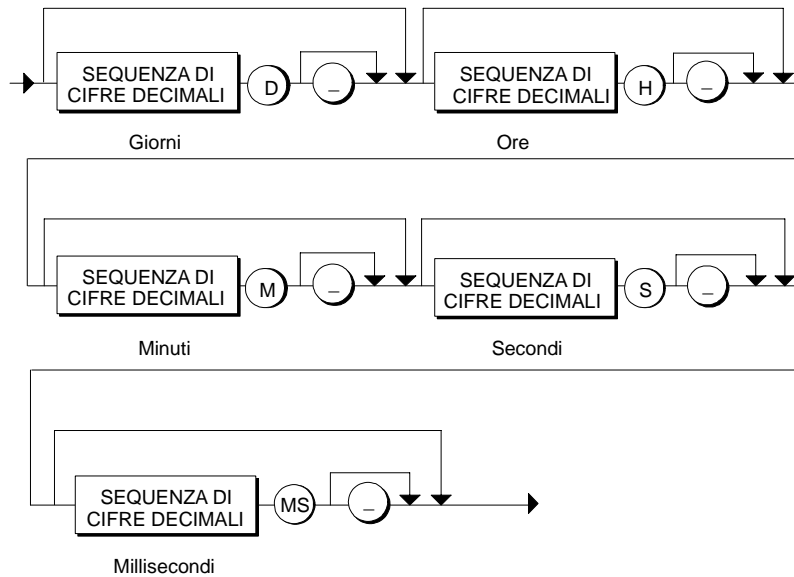 SEQUENZA DI
CIFRE DECIMALI
D
_
SEQUENZA DI
CIFRE DECIMALI
H
_
Giorni
Ore
SEQUENZA DI
CIFRE DECIMALI
M
_
SEQUENZA DI
CIFRE DECIMALI
S
_
Minuti
Secondi
SEQUENZA DI
CIFRE DECIMALI
MS
_
Millisecondi